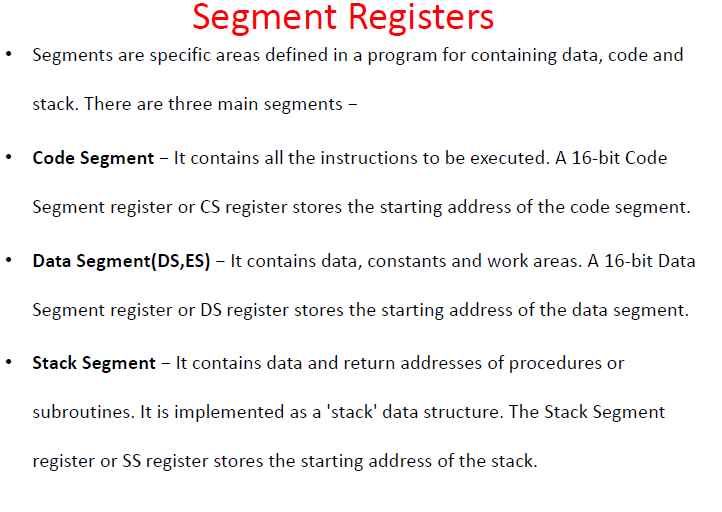 Segment Registers
• Segments are specific areas defined in a program for containing data, code and
stack. There are three main segments −
• Code Segment − It contains all the instructions to be executed. A 16-bit Code
Segment register or CS register stores the starting address of the code segment.
• Data Segment(DS,ES) − It contains data, constants and work areas. A 16-bit Data
Segment register or DS register stores the starting address of the data segment.
• Stack Segment − It contains data and return addresses of procedures or
subroutines. It is implemented as a 'stack' data structure. The Stack Segment
register or SS register stores the starting address of the stack.